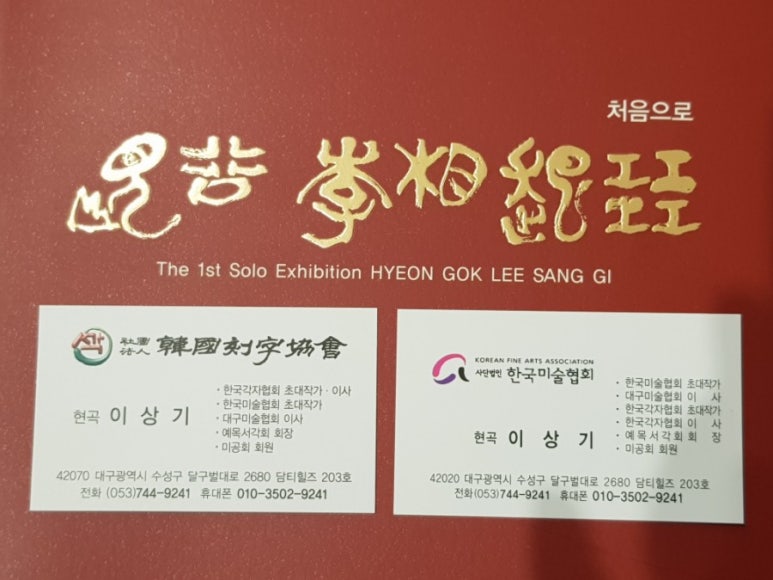 처음으로
谷 李相
The 1st Solo Exhibition HYEON GOK LEE SANG GI
각
社團
法人 韓國刻字協會
· 한국각자협회 초대작가 · 이사
· 한국미술협회 초대작가
· 대구미술협회 이사
· 예목서각회 회장
· 미공회 회원
현곡 이 상 기
42070 대구광역시 수성구 달구벌대로 2680 담티힐즈 203호
전화 (053)744-9241 휴대폰 010-3502-9241
KOREAN FINE ARTS ASSOCIATION
사단법인 한국미술협회
· 한국미술협회 초대작가
· 대구미술협회 이 사
· 한국각자협회 초대작가
· 한국각자협회 이 사
· 예 목 서 각 회 회 장
· 미공회 회원
현곡 이 상 기
42020 대구광역시 수성구 달구벌대로 2680 담티힐즈 203호
전화(053)744-9241 휴대폰 010-3502-9241